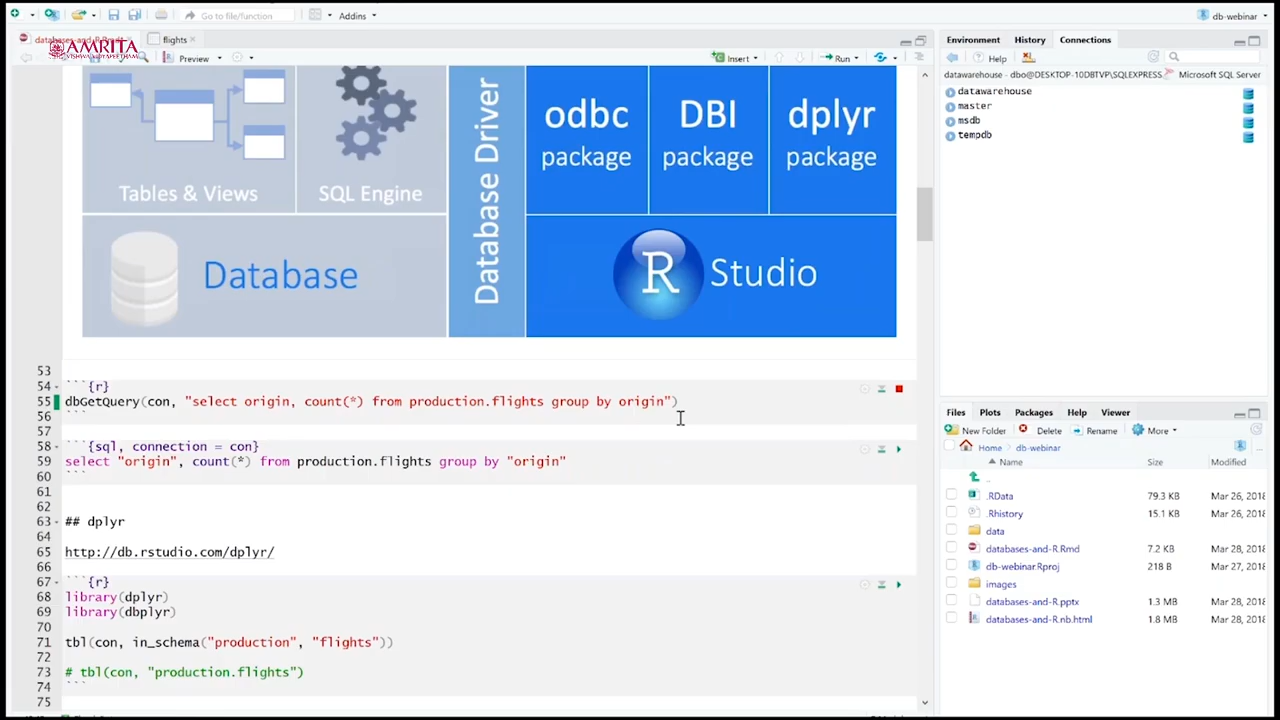 Go to file/function
Addins
db-webinar
AMRITA
VISHWA VIDYAPEETHAM
flights
Preview
Insert
Run
Tables & Views
SQL Engine
Database Driver
odbc
package
DBI
package
dplyr
package
Database
R
Studio
53
54 ```{r}
55 dbGetQuery(con, "select origin, count(*) from production.flights group by origin")
56 ```
57
58 ```{sql, connection = con}
59 select "origin", count(*) from production.flights group by "origin"
60 ```
61
62
63 ## dplyr
64
65 http://db.rstudio.com/dplyr/
66
67 ```{r}
68 library(dplyr)
69 library(dbplyr)
70
71 tbl(con, in_schema("production", "flights"))
72
73 # tbl(con, "production.flights")
74 ```
75
Environment History Connections
Help
datawarehouse - dbo@DESKTOP-10DBTVP\SQLEXPRESS Microsoft SQL Server
datawarehouse
master
msdb
tempdb
Files Plots Packages Help Viewer
New Folder Delete Rename More
Home db-webinar
Name Size Modified
..
.RData 79.3 KB Mar 26, 2018
.Rhistory 15.1 KB Mar 26, 2018
data
databases-and-R.Rmd 7.2 KB Mar 28, 2018
db-webinar.Rproj 218 B Mar 27, 2018
images
databases-and-R.pptx 1.3 MB Mar 28, 2018
databases-and-R.nb.html 1.8 MB Mar 28, 2018